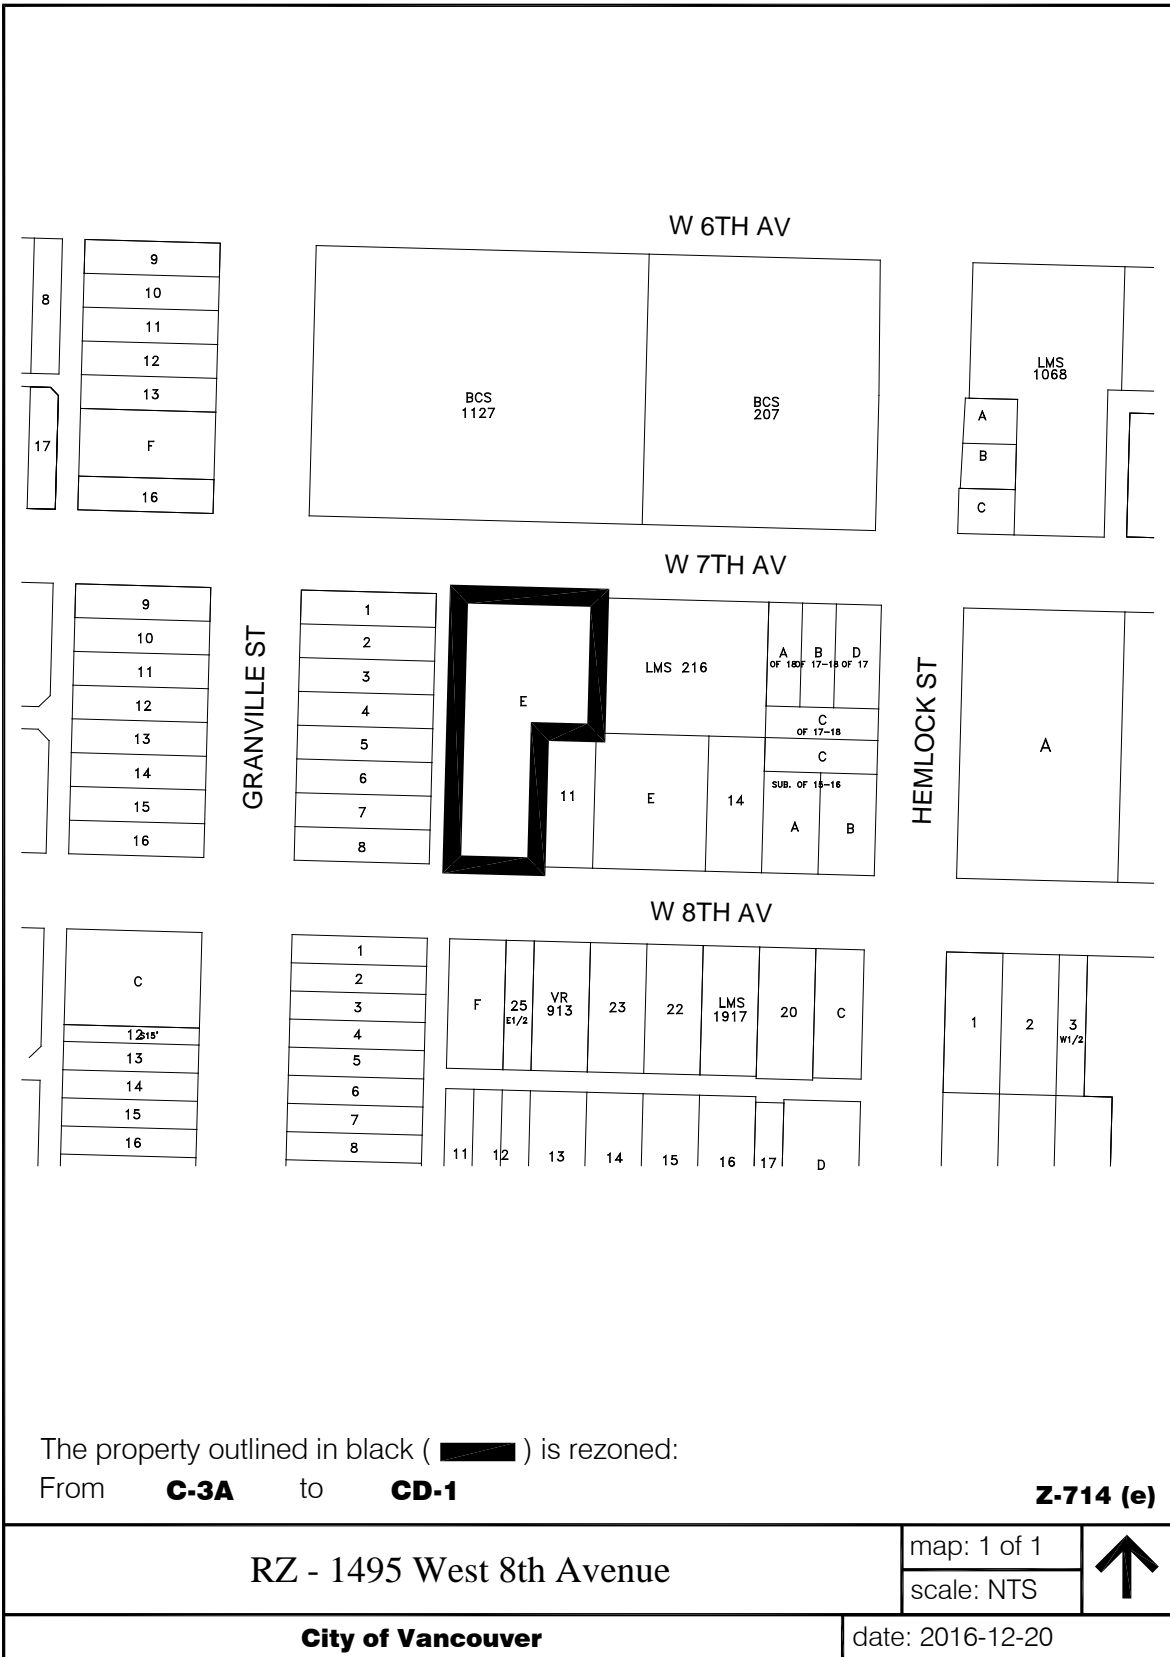 W 6TH AV
8
9
10
11
12
13
F
16
17
BCS
1127
BCS
207
LMS
1068
A
B
C
W 7TH AV
GRANVILLE ST
HEMLOCK ST
9
10
11
12
13
14
15
16
1
2
3
4
5
6
7
8
E
LMS 216
A
OF 18
B
OF 17-18
D
OF 17
C
OF 17-18
C
SUB. OF 15-16
A
B
11
E
14
A
W 8TH AV
C
12 S15'
13
14
15
16
1
2
3
4
5
6
7
8
F
25
E1/2
VR
913
23
22
LMS
1917
20
C
11
12
13
14
15
16
17
D
1
2
3
W1/2
The property outlined in black ( ) is rezoned:
From C-3A to CD-1
Z-714 (e)
RZ - 1495 West 8th Avenue
map: 1 of 1
scale: NTS
City of Vancouver
date: 2016-12-20